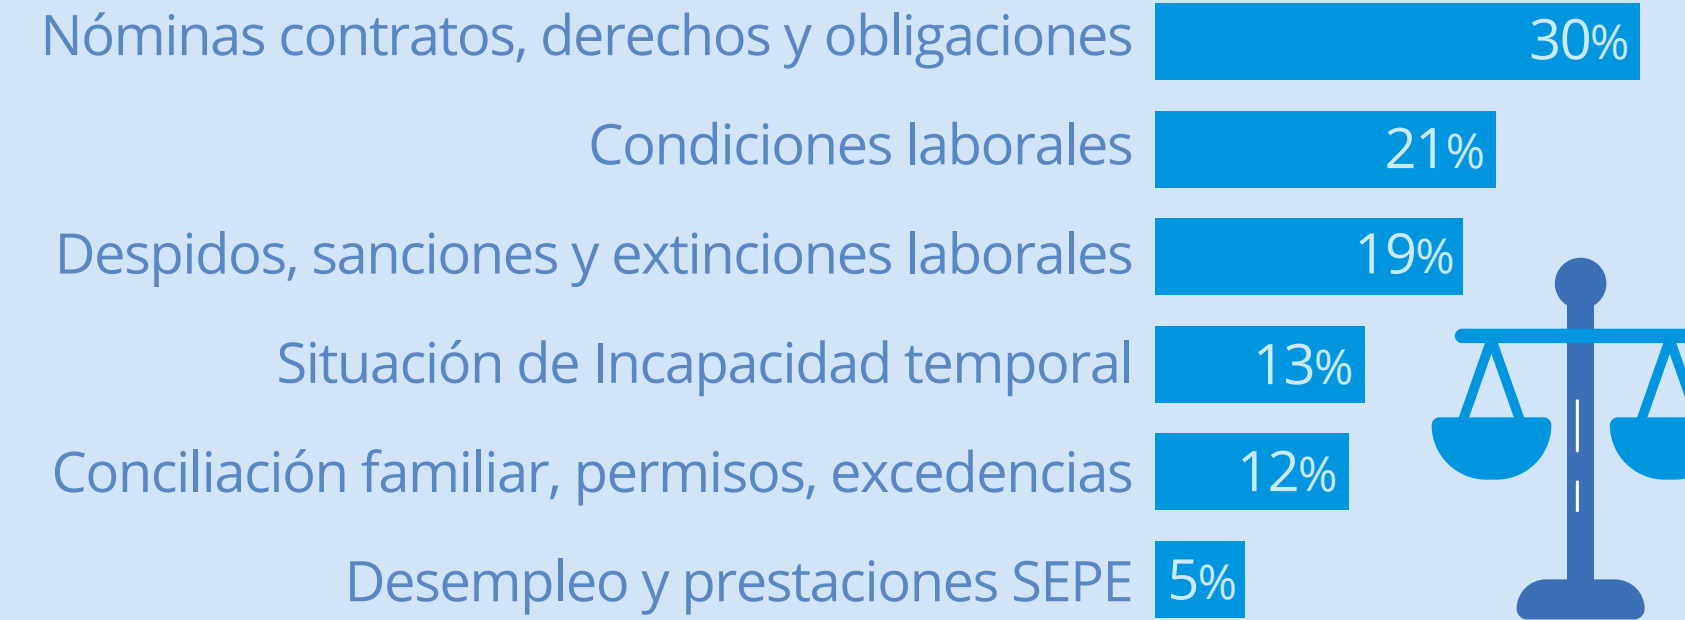 Nóminas contratos, derechos y obligaciones 30%
Condiciones laborales 21%
Despidos, sanciones y extinciones laborales 19%
Situación de Incapacidad temporal 13%
Conciliación familiar, permisos, excedencias 12%
Desempleo y prestaciones SEPE 5%